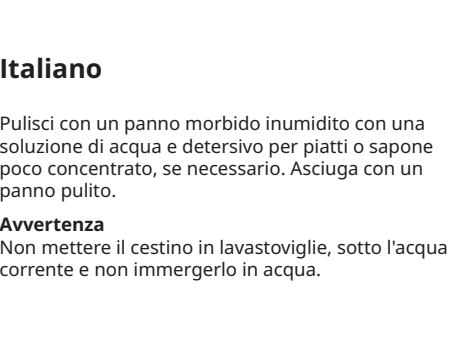 Italiano
Pulisci con un panno morbido inumidito con una
soluzione di acqua e detersivo per piatti o sapone
poco concentrato, se necessario. Asciuga con un
panno pulito.
Avvertenza
Non mettere il cestino in lavastoviglie, sotto l'acqua
corrente e non immergerlo in acqua.